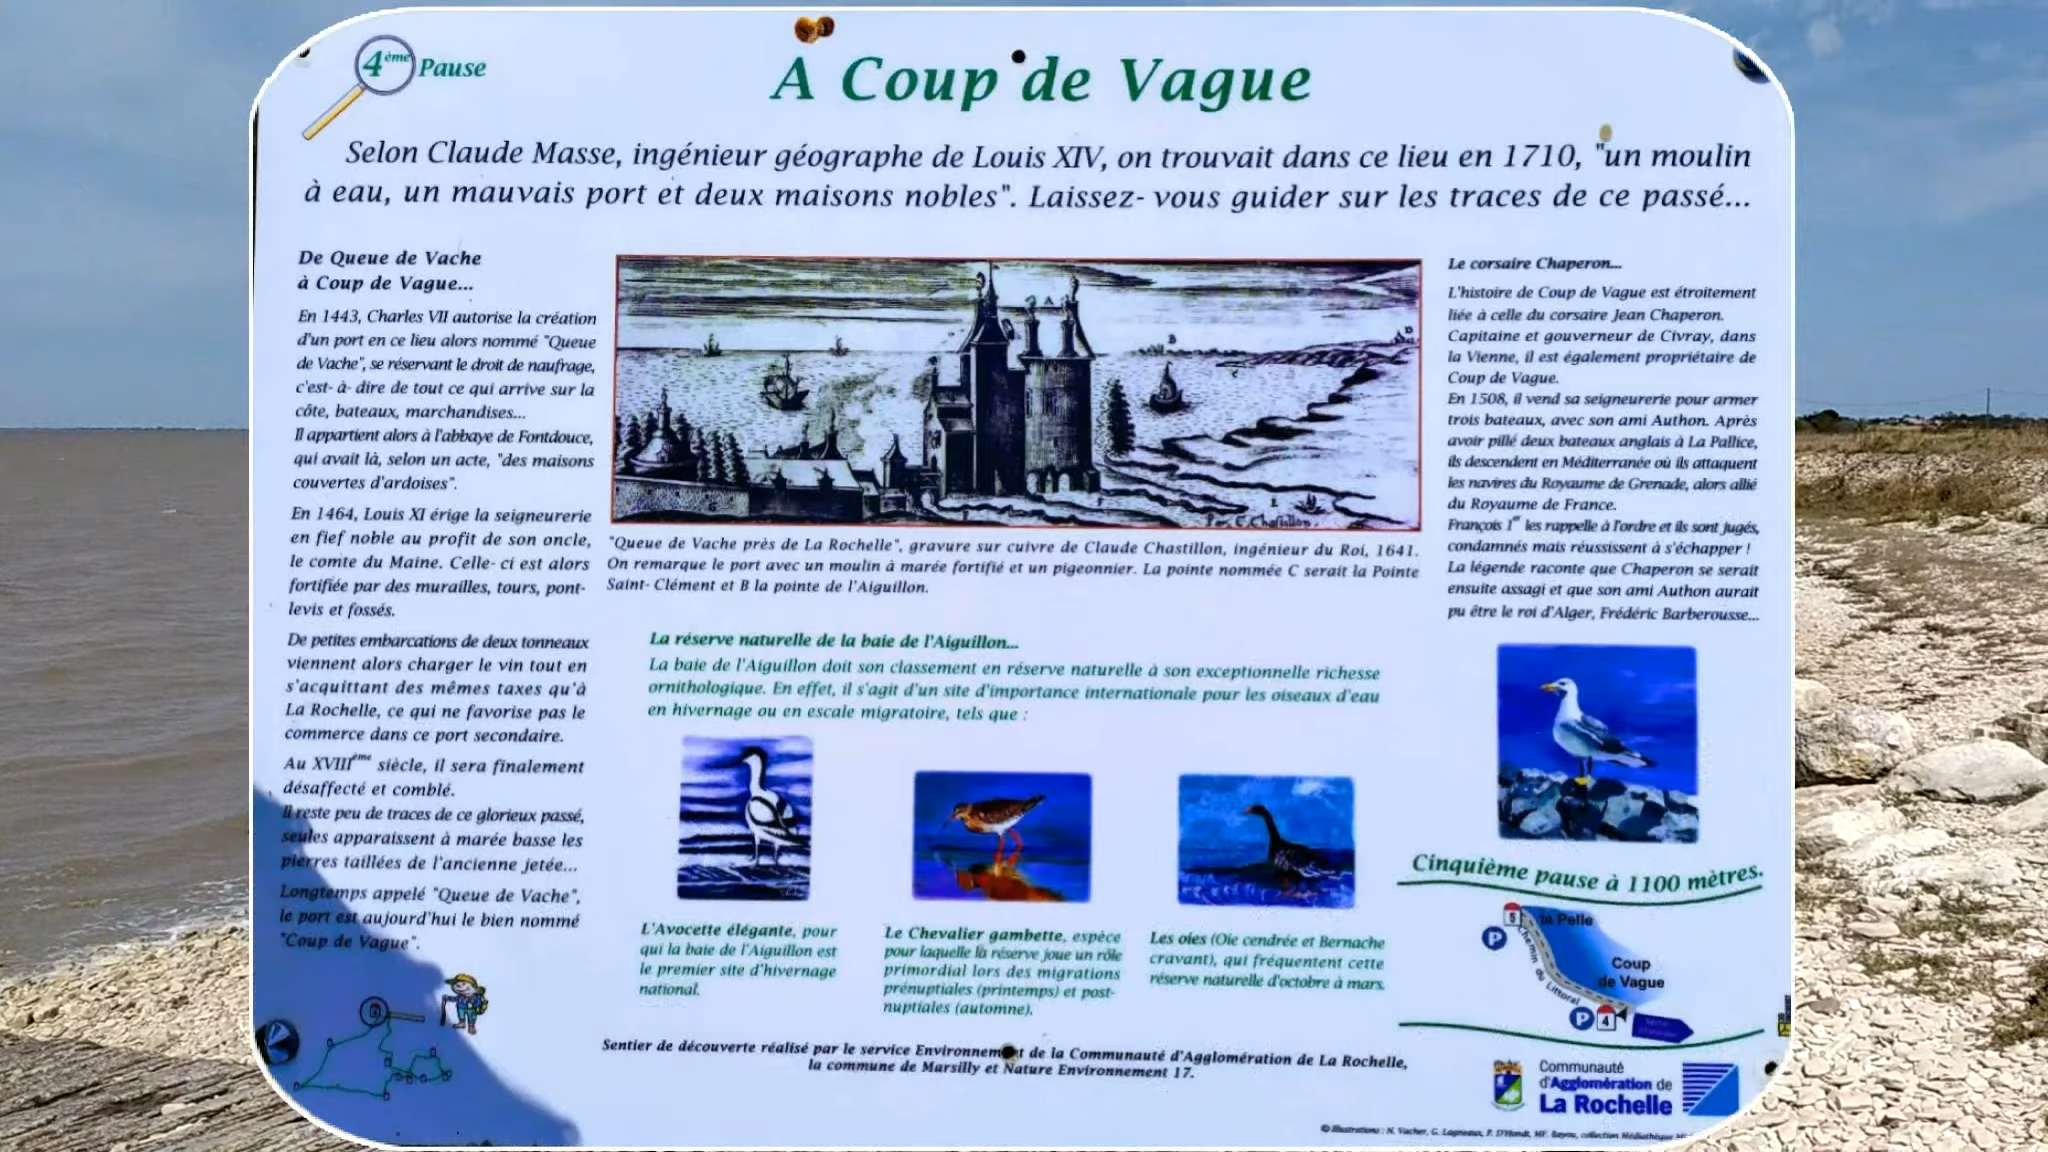 4ème Pause
A Coup de Vague
Selon Claude Masse, ingénieur géographe de Louis XIV, on trouvait dans ce lieu en 1710, "un moulin
à eau, un mauvais port et deux maisons nobles". Laissez- vous guider sur les traces de ce passé...
De Queue de Vache
à Coup de Vague...
En 1443, Charles VII autorise la création
d'un port en ce lieu alors nommé "Queue
de Vache", se réservant le droit de naufrage,
c'est- à- dire de tout ce qui arrive sur la
côte, bateaux, marchandises...
Il appartient alors à l'abbaye de Fontdouce,
qui avait là, selon un acte, "des maisons
couvertes d'ardoises".
En 1464, Louis XI érige la seigneurerie
en fief noble au profit de son oncle,
le comte du Maine. Celle- ci est alors
fortifiée par des murailles, tours, pont-
levis et fossés.
De petites embarcations de deux tonneaux
viennent alors charger le vin tout en
s'acquittant des mêmes taxes qu'à
La Rochelle, ce qui ne favorise pas le
commerce dans ce port secondaire.
Au XVIIIème siècle, il sera finalement
désaffecté et comblé.
Il reste peu de traces de ce glorieux passé,
seules apparaissent à marée basse les
pierres taillées de l'ancienne jetée...
Longtemps appelé "Queue de Vache",
le port est aujourd'hui le bien nommé
"Coup de Vague".
A
B
C
D
"Queue de Vache près de La Rochelle", gravure sur cuivre de Claude Chastillon, ingénieur du Roi, 1641.
On remarque le port avec un moulin à marée fortifié et un pigeonnier. La pointe nommée C serait la Pointe
Saint- Clément et B la pointe de l'Aiguillon.
La réserve naturelle de la baie de l'Aiguillon...
La baie de l'Aiguillon doit son classement en réserve naturelle à son exceptionnelle richesse
ornithologique. En effet, il s'agit d'un site d'importance internationale pour les oiseaux d'eau
en hivernage ou en escale migratoire, tels que :
L'Avocette élégante, pour
qui la baie de l'Aiguillon est
le premier site d'hivernage
national.
Le Chevalier gambette, espèce
pour laquelle la réserve joue un rôle
primordial lors des migrations
prénuptiales (printemps) et post-
nuptiales (automne).
Les oies (Oie cendrée et Bernache
cravant), qui fréquentent cette
réserve naturelle d'octobre à mars.
Le corsaire Chaperon...
L'histoire de Coup de Vague est étroitement
liée à celle du corsaire Jean Chaperon.
Capitaine et gouverneur de Civray, dans
la Vienne, il est également propriétaire de
Coup de Vague.
En 1508, il vend sa seigneurerie pour armer
trois bateaux, avec son ami Authon. Après
avoir pillé deux bateaux anglais à La Pallice,
ils descendent en Méditerranée où ils attaquent
les navires du Royaume de Grenade, alors allié
du Royaume de France.
François 1er les rappelle à l'ordre et ils sont jugés,
condamnés mais réussissent à s'échapper !
La légende raconte que Chaperon se serait
ensuite assagi et que son ami Authon aurait
pu être le roi d'Alger, Frédéric Barberousse...
Cinquième pause à 1100 mètres.
5 la Pelle
P
Chemin du Littoral
Coup
de Vague
P 4
Sentier de découverte réalisé par le service Environnement de la Communauté d'Agglomération de La Rochelle,
la commune de Marsilly et Nature Environnement 17.
Communauté
d'Agglomération de
La Rochelle
© Illustrations : N. Vacher, G. Lagneaux, P. D'Hondt, MF. Bayou, collection Médiathèque